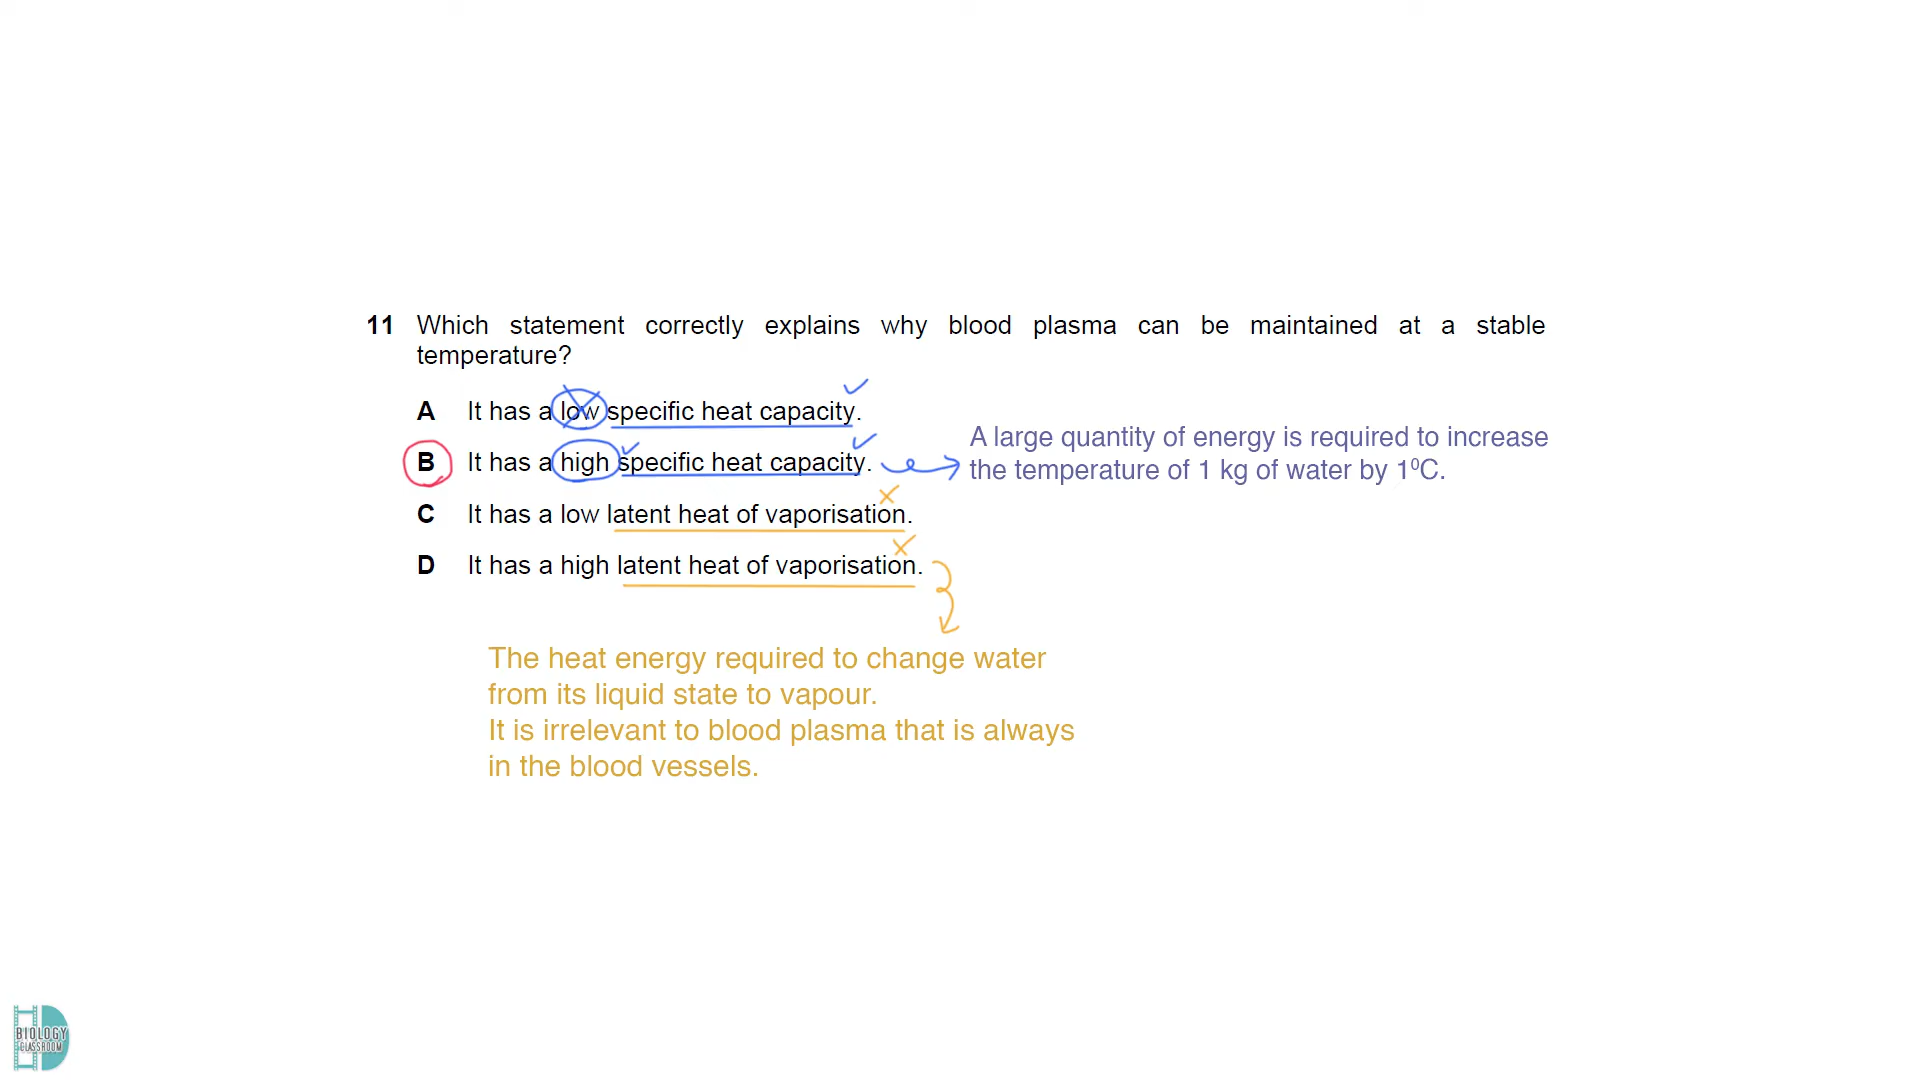 11 Which statement correctly explains why blood plasma can be maintained at a stable
temperature?
A It has a low specific heat capacity.
B It has a high specific heat capacity.
A large quantity of energy is required to increase
the temperature of 1 kg of water by 1⁰C.
C It has a low latent heat of vaporisation.
D It has a high latent heat of vaporisation.
The heat energy required to change water
from its liquid state to vapour.
It is irrelevant to blood plasma that is always
in the blood vessels.
BIOLOGY
CLASSROOM